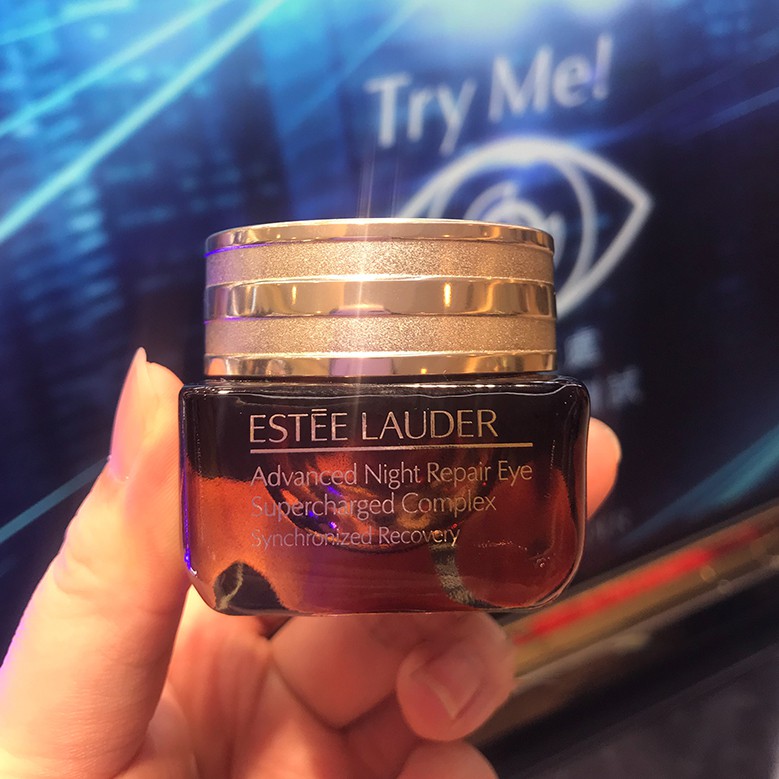 Try Me!
ESTĒE LAUDER
Advanced Night Repair Eye
Supercharged Complex
Synchronized Recovery